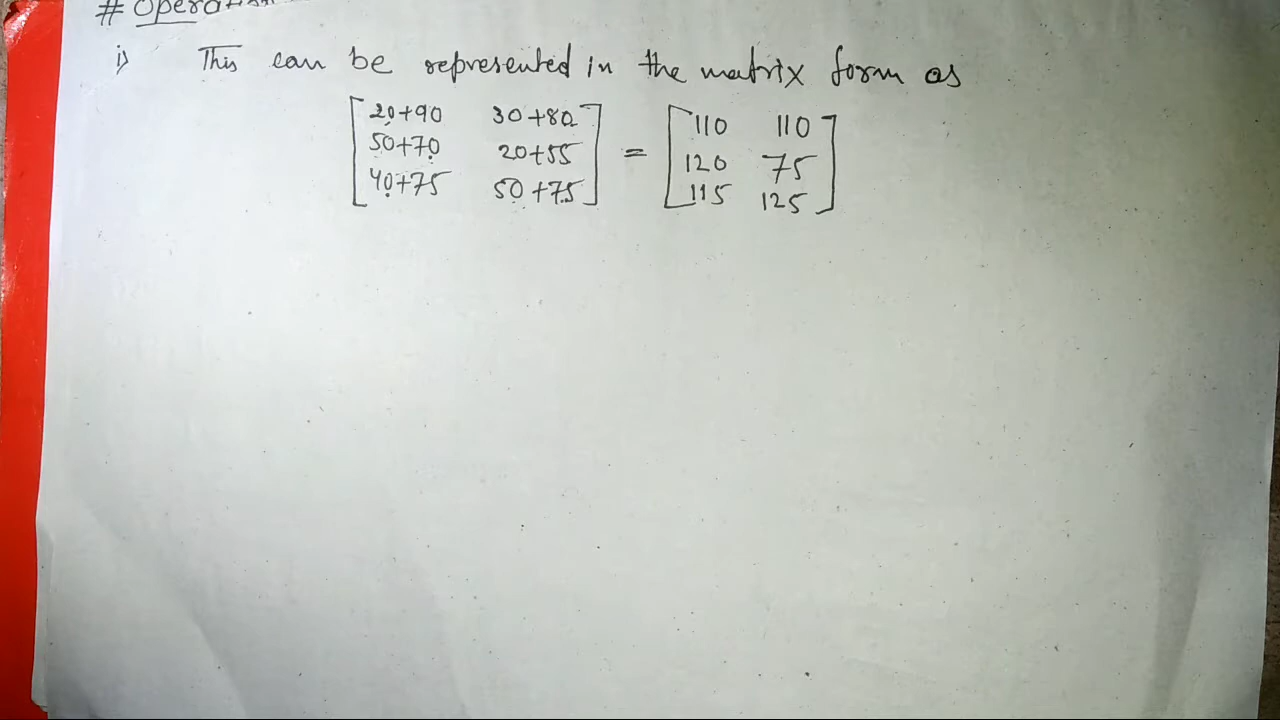 #
i) This can be represented in the matrix form as
[20+90 30+80] = [110 110]
[50+70 20+55] [120 75]
[40+75 50+75] [115 125]